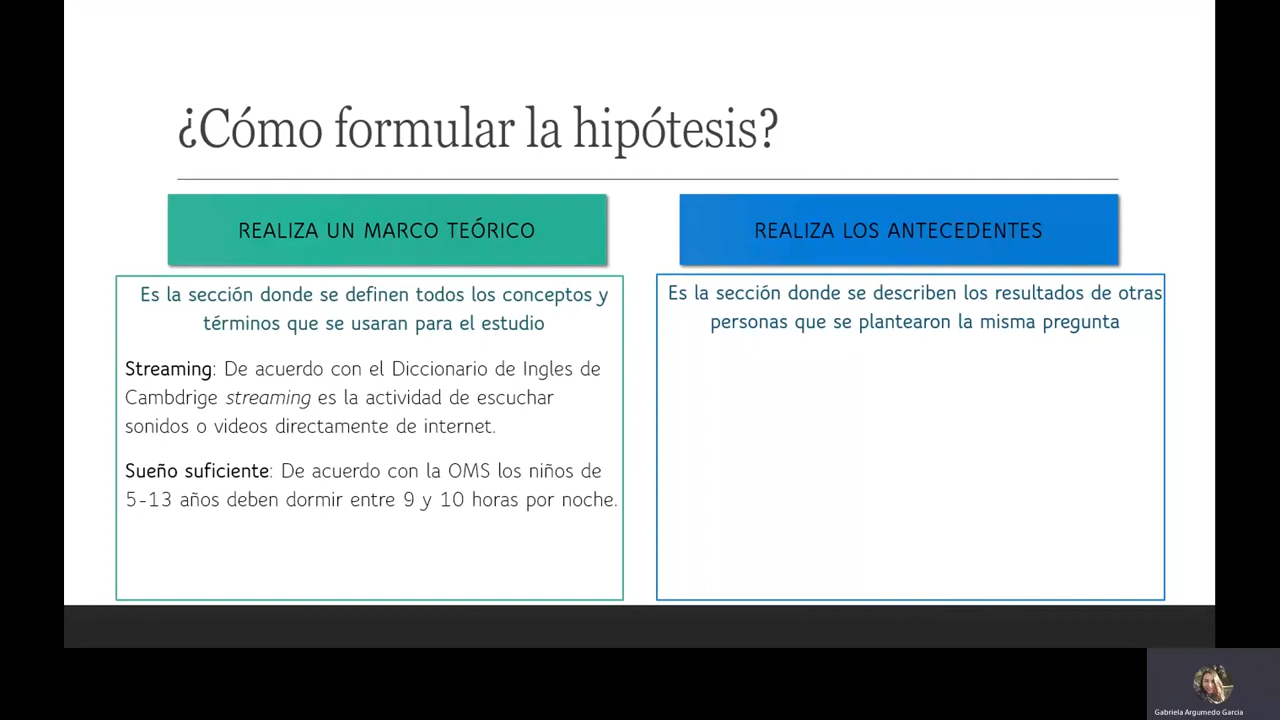 ¿Cómo formular la hipótesis?
REALIZA UN MARCO TEÓRICO
Es la sección donde se definen todos los conceptos y
términos que se usaran para el estudio
Streaming: De acuerdo con el Diccionario de Ingles de
Cambdrige streaming es la actividad de escuchar
sonidos o videos directamente de internet.
Sueño suficiente: De acuerdo con la OMS los niños de
5-13 años deben dormir entre 9 y 10 horas por noche.
REALIZA LOS ANTECEDENTES
Es la sección donde se describen los resultados de otras
personas que se plantearon la misma pregunta
Gabriela Argumedo Garcia